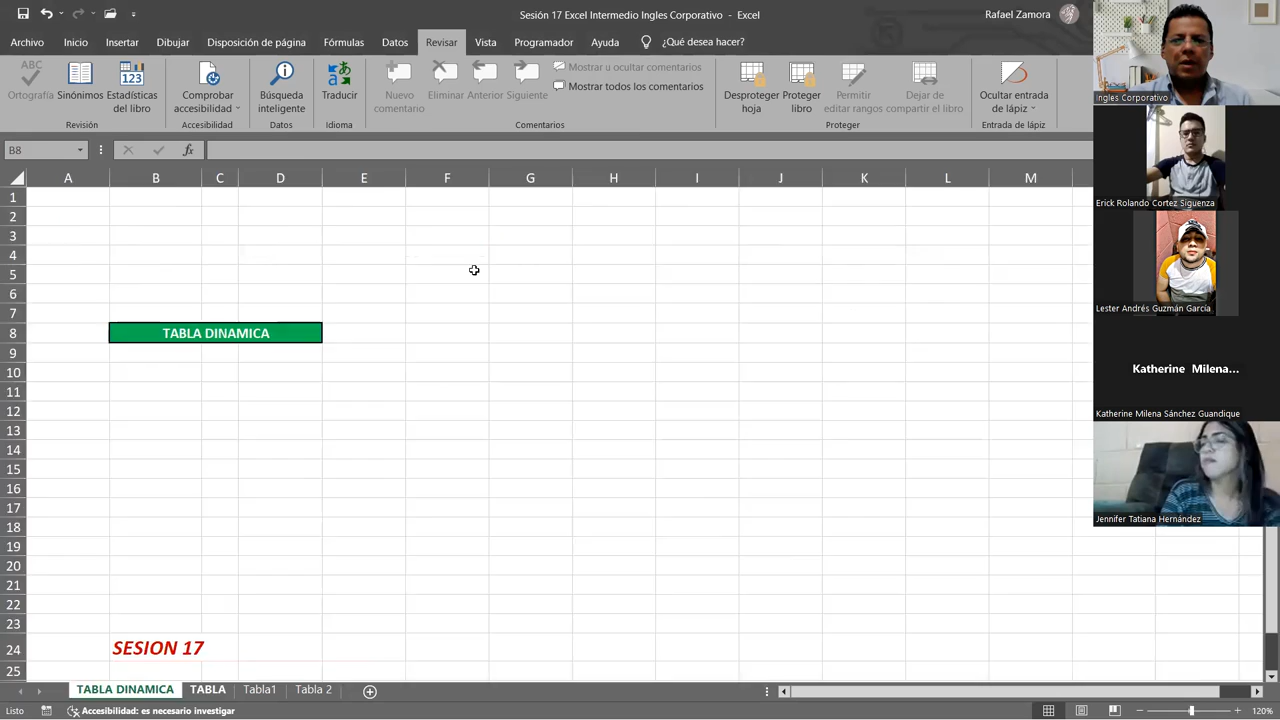 Sesión 17 Excel Intermedio Ingles Corporativo - Excel
Rafael Zamora
Archivo Inicio Insertar Dibujar Disposición de página Fórmulas Datos Revisar Vista Programador Ayuda ¿Qué desea hacer?
ABC
Ortografía
Sinónimos
123
Estadísticas del libro
Revisión
Comprobar accesibilidad
Accesibilidad
Búsqueda inteligente
Datos
Traducir
Idioma
Nuevo comentario
Eliminar
Anterior
Siguiente
Mostrar u ocultar comentarios
Mostrar todos los comentarios
Comentarios
Desproteger hoja
Proteger libro
Permitir editar rangos
Dejar de compartir el libro
Proteger
Ocultar entrada de lápiz
Entrada de lápiz
B8
fx
A B C D E F G H I J K L M
1
2
3
4
5
6
7
8 TABLA DINAMICA
9
10
11
12
13
14
15
16
17
18
19
20
21
22
23
24 SESION 17
25
TABLA DINAMICA TABLA Tabla1 Tabla 2
Listo Accesibilidad: es necesario investigar 120%
Ingles Corporativo
Erick Rolando Cortez Siguenza
Lester Andrés Guzmán García
Katherine Milena...
Katherine Milena Sánchez Guandique
Jennifer Tatiana Hernández